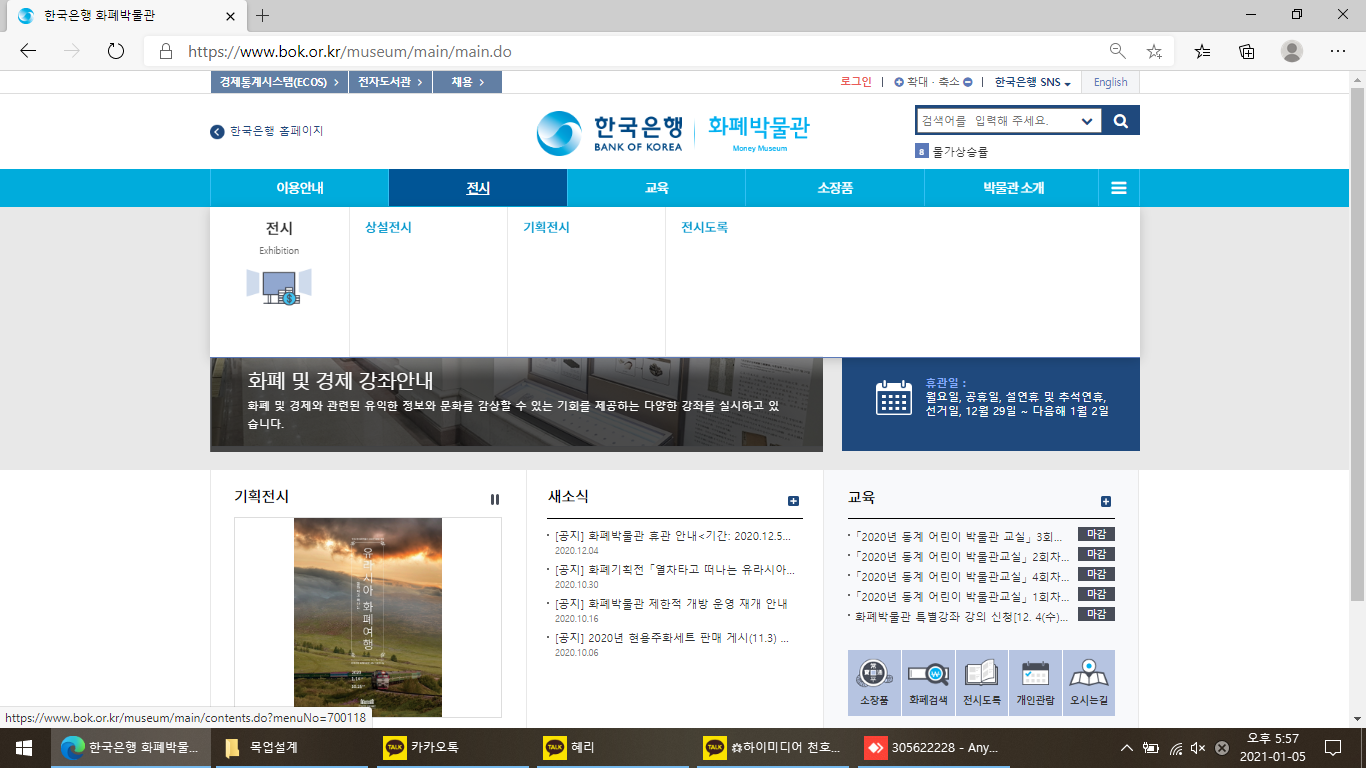 한국은행 화폐박물관
https://www.bok.or.kr/museum/main/main.do
경제통계시스템(ECOS) 전자도서관 채용
로그인 확대 · 축소 한국은행 SNS English
한국은행 홈페이지
한국은행
BANK OF KOREA
화폐박물관
Money Museum
검색어를 입력해 주세요.
8 물가상승률
이용안내 전시 교육 소장품 박물관 소개
전시
Exhibition
상설전시 기획전시 전시도록
화폐 및 경제 강좌안내
화폐 및 경제와 관련된 유익한 정보와 문화를 감상할 수 있는 기회를 제공하는 다양한 강좌를 실시하고 있
습니다.
휴관일 :
월요일, 공휴일, 설연휴 및 추석연휴,
선거일, 12월 29일 ~ 다음해 1월 2일
기획전시
유라시아 화폐여행
새소식
[공지] 화폐박물관 휴관 안내<기간: 2020.12.5...
2020.12.04
[공지] 화폐기획전 「열차타고 떠나는 유라시아...
2020.10.30
[공지] 화폐박물관 제한적 개방 운영 재개 안내
2020.10.16
[공지] 2020년 현용주화세트 판매 게시(11.3) ...
2020.10.06
교육
「2020년 동계 어린이 박물관 교실」 3회... 마감
「2020년 동계 어린이 박물관교실」 2회차... 마감
「2020년 동계 어린이 박물관교실」 4회차... 마감
「2020년 동계 어린이 박물관교실」 1회차... 마감
화폐박물관 특별강좌 강의 신청[12. 4(수)... 마감
소장품 화폐검색 전시도록 개인관람 오시는길
https://www.bok.or.kr/museum/main/contents.do?menuNo=700118
한국은행 화폐박물... 목업설계 TALK 카카오톡 TALK 혜리 TALK 하이미디어 천호... 305622228 - Any...
오후 5:57
2021-01-05